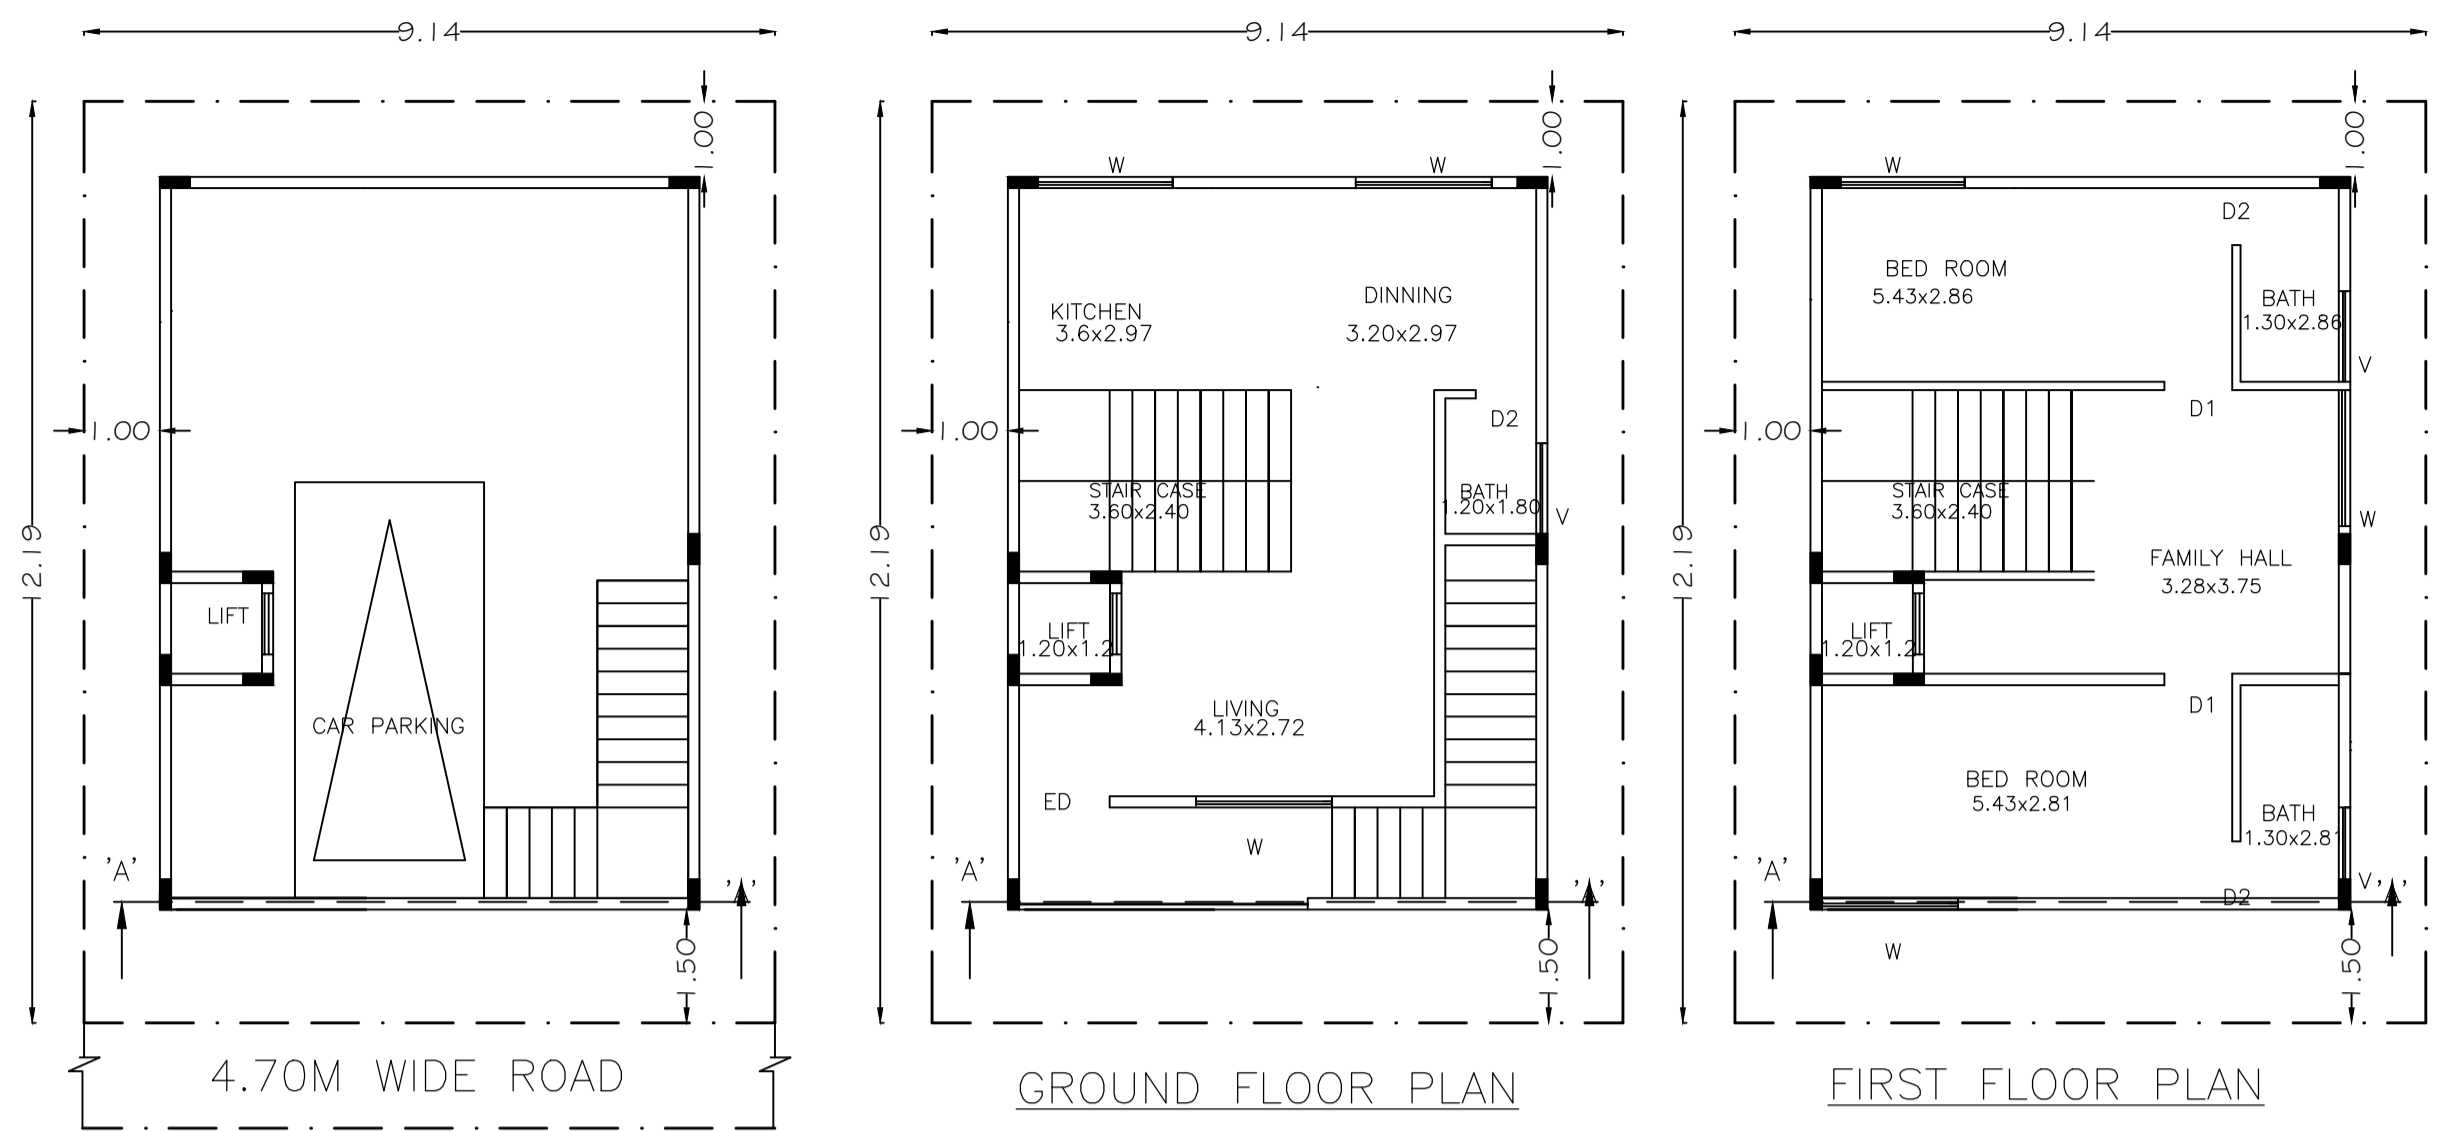 9.14
1.00
1.00
12.19
LIFT
CAR PARKING
'A'
'A'
1.50
4.70M WIDE ROAD
9.14
1.00
W
W
KITCHEN
3.6x2.97
DINNING
3.20x2.97
1.00
D2
12.19
STAIR CASE
3.60x2.40
BATH
1.20x1.80
V
LIFT
1.20x1.2
LIVING
4.13x2.72
ED
W
'A'
'A'
1.50
GROUND FLOOR PLAN
9.14
1.00
W
D2
BED ROOM
5.43x2.86
BATH
1.30x2.86
V
D1
1.00
12.19
STAIR CASE
3.60x2.40
W
FAMILY HALL
3.28x3.75
LIFT
1.20x1.2
D1
BED ROOM
5.43x2.81
BATH
1.30x2.81
'A'
V
'A'
D2
W
1.50
FIRST FLOOR PLAN